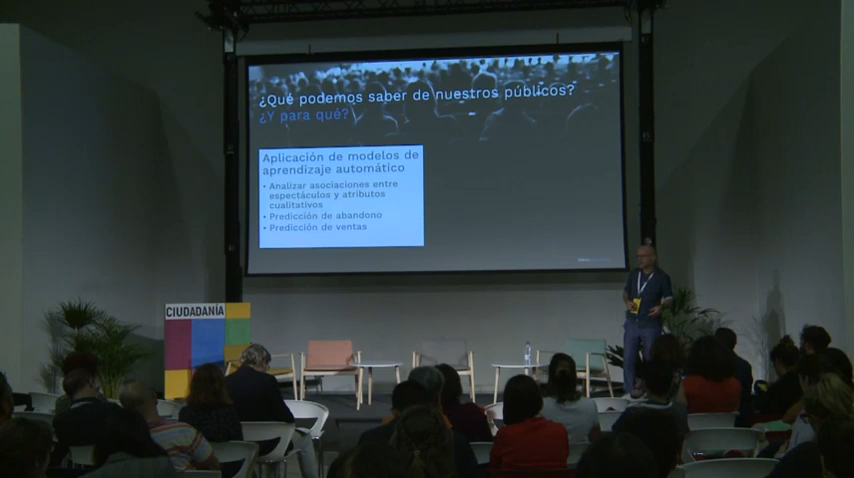 ¿Qué podemos saber de nuestros públicos?
¿Y para qué?
Aplicación de modelos de
aprendizaje automático
• Analizar asociaciones entre
espectáculos y atributos
cualitativos
• Predicción de abandono
• Predicción de ventas
CIUDADANÍA